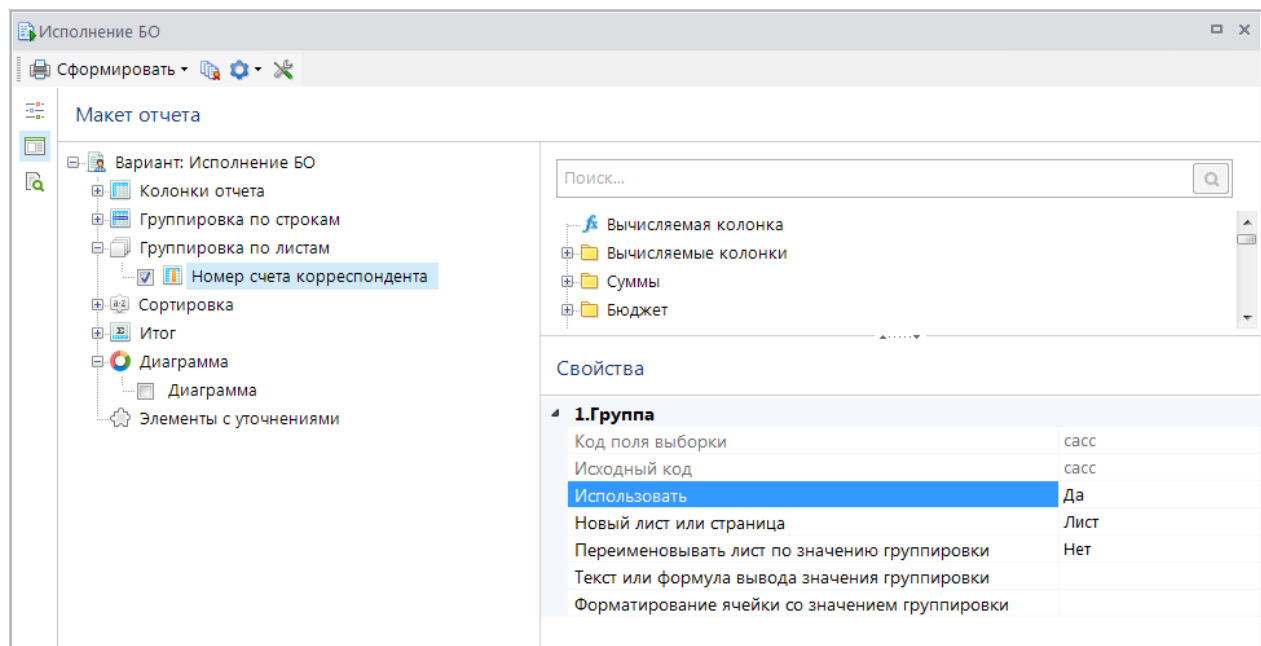 Исполнение БО
Сформировать
Макет отчета
Вариант: Исполнение БО
Колонки отчета
Группировка по строкам
Группировка по листам
Номер счета корреспондента
Сортировка
Итог
Диаграмма
Диаграмма
Элементы с уточнениями
Поиск...
Вычисляемая колонка
Вычисляемые колонки
Суммы
Бюджет
Свойства
1.Группа
Код поля выборки cacc
Исходный код cacc
Использовать Да
Новый лист или страница Лист
Переименовывать лист по значению группировки Нет
Текст или формула вывода значения группировки
Форматирование ячейки со значением группировки